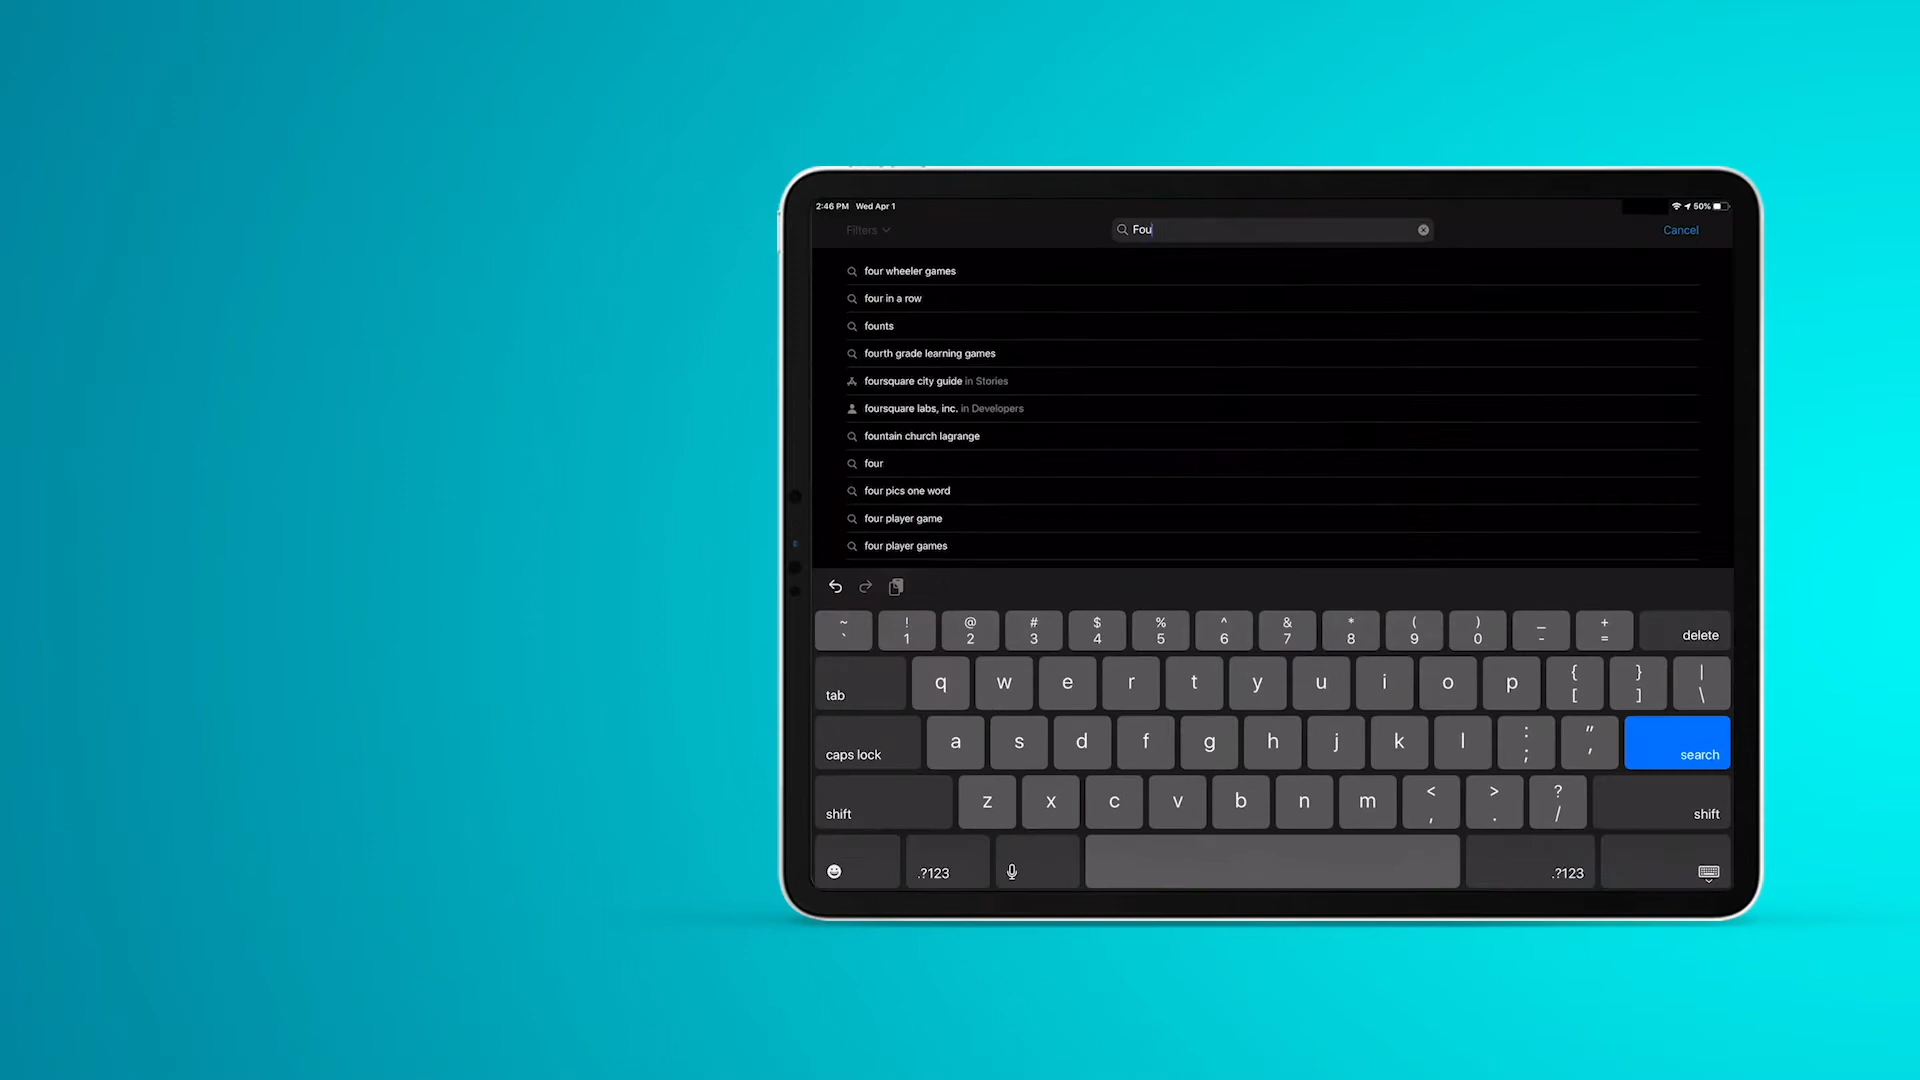 2:46 PM Wed Apr 1
50%
Filters
Fou
Cancel
four wheeler games
four in a row
founts
fourth grade learning games
foursquare city guide in Stories
foursquare labs, inc. in Developers
fountain church lagrange
four
four pics one word
four player game
four player games
~ ! @ # $ % ^ & * ( ) _ +
` 1 2 3 4 5 6 7 8 9 0 - = delete
tab q w e r t y u i o p { [ } ] | \
caps lock a s d f g h j k l : ; " ' search
shift z x c v b n m < , > . ? / shift
.?123 .?123